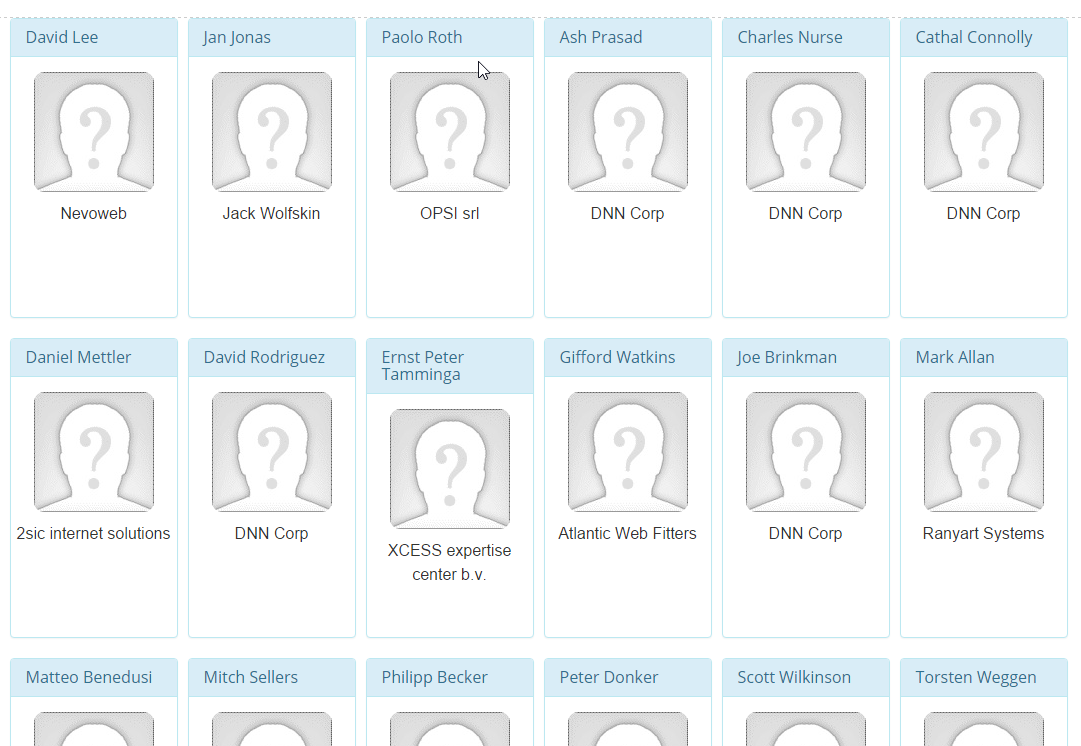 David Lee
Jan Jonas
Paolo Roth
Ash Prasad
Charles Nurse
Cathal Connolly
?
?
?
?
?
?
Nevoweb
Jack Wolfskin
OPSI srl
DNN Corp
DNN Corp
DNN Corp
Daniel Mettler
David Rodriguez
Ernst Peter
Tamminga
Gifford Watkins
Joe Brinkman
Mark Allan
?
?
?
?
?
?
2sic internet solutions
DNN Corp
XCESS expertise
center b.v.
Atlantic Web Fitters
DNN Corp
Ranyart Systems
Matteo Benedusi
Mitch Sellers
Philipp Becker
Peter Donker
Scott Wilkinson
Torsten Weggen